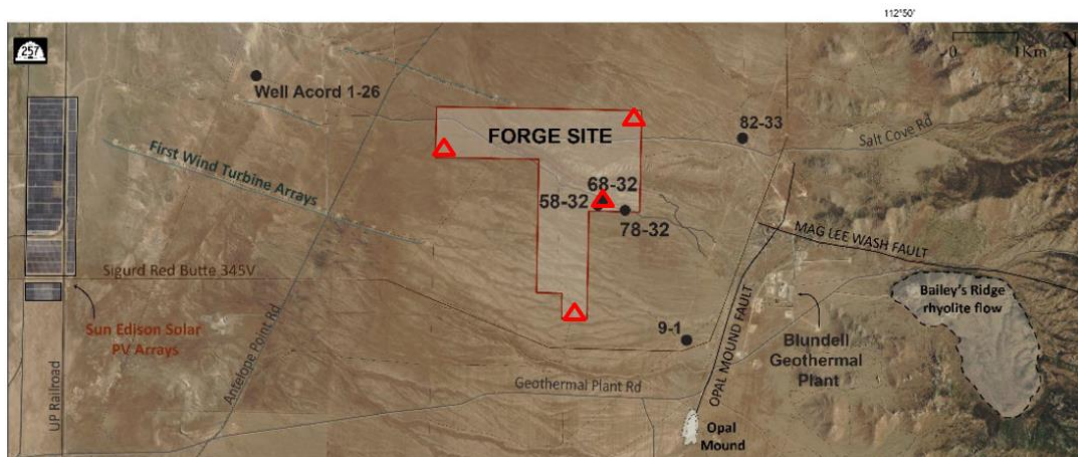 112°50'
257
0 1Km
N
Well Acord 1-26
FORGE SITE
82-33
Salt Cove Rd
First Wind Turbine Arrays
68-32
58-32
78-32
MAG LEE WASH FAULT
Sigurd Red Butte 345V
Bailey's Ridge
rhyolite flow
Sun Edison Solar
PV Arrays
Antelope Point Rd
9-1
OPAL MOUND FAULT
Blundell
Geothermal
Plant
UP Railroad
Geothermal Plant Rd
Opal
Mound